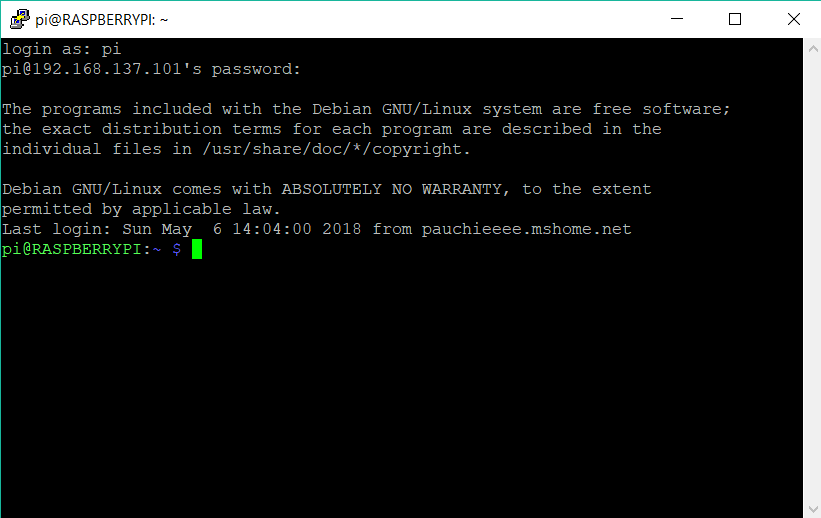 pi@RASPBERRYPI: ~
login as: pi
pi@192.168.137.101's password:
The programs included with the Debian GNU/Linux system are free software;
the exact distribution terms for each program are described in the
individual files in /usr/share/doc/*/copyright.
Debian GNU/Linux comes with ABSOLUTELY NO WARRANTY, to the extent
permitted by applicable law.
Last login: Sun May  6 14:04:00 2018 from pauchieeee.mshome.net
pi@RASPBERRYPI:~ $